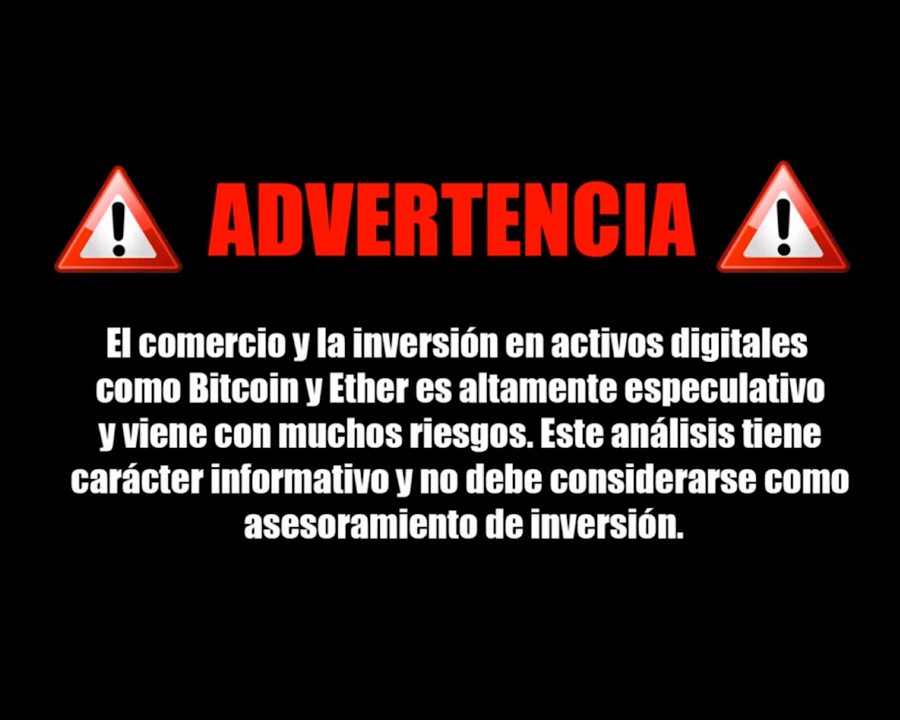 ADVERTENCIA
El comercio y la inversión en activos digitales
como Bitcoin y Ether es altamente especulativo
y viene con muchos riesgos. Este análisis tiene
carácter informativo y no debe considerarse como
asesoramiento de inversión.